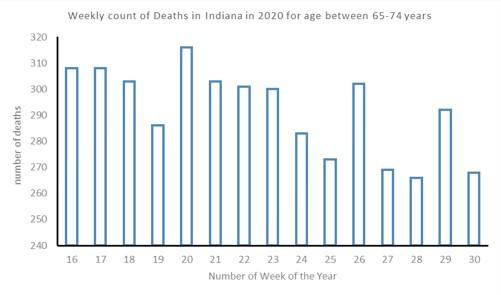 Weekly count of Deaths in Indiana in 2020 for age between 65-74 years
320
310
300
290
280
270
260
250
240
number of deaths
16 17 18 19 20 21 22 23 24 25 26 27 28 29 30
Number of Week of the Year